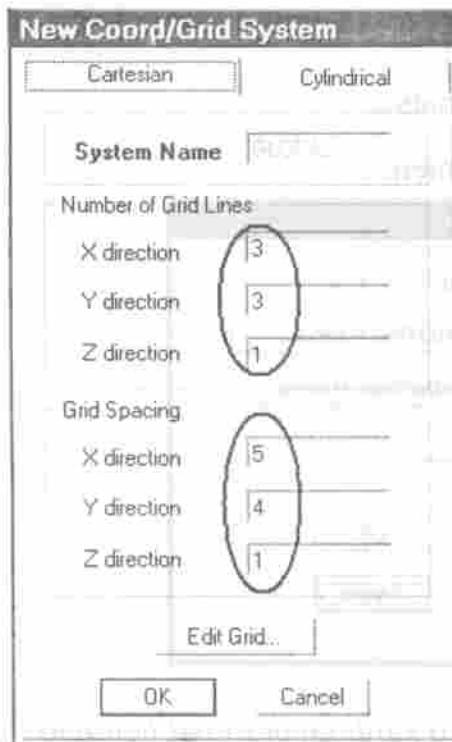 New Coord/Grid System
Cartesian Cylindrical
System Name
Number of Grid Lines
X direction 3
Y direction 3
Z direction 1
Grid Spacing
X direction 5
Y direction 4
Z direction 1
Edit Grid...
OK Cancel